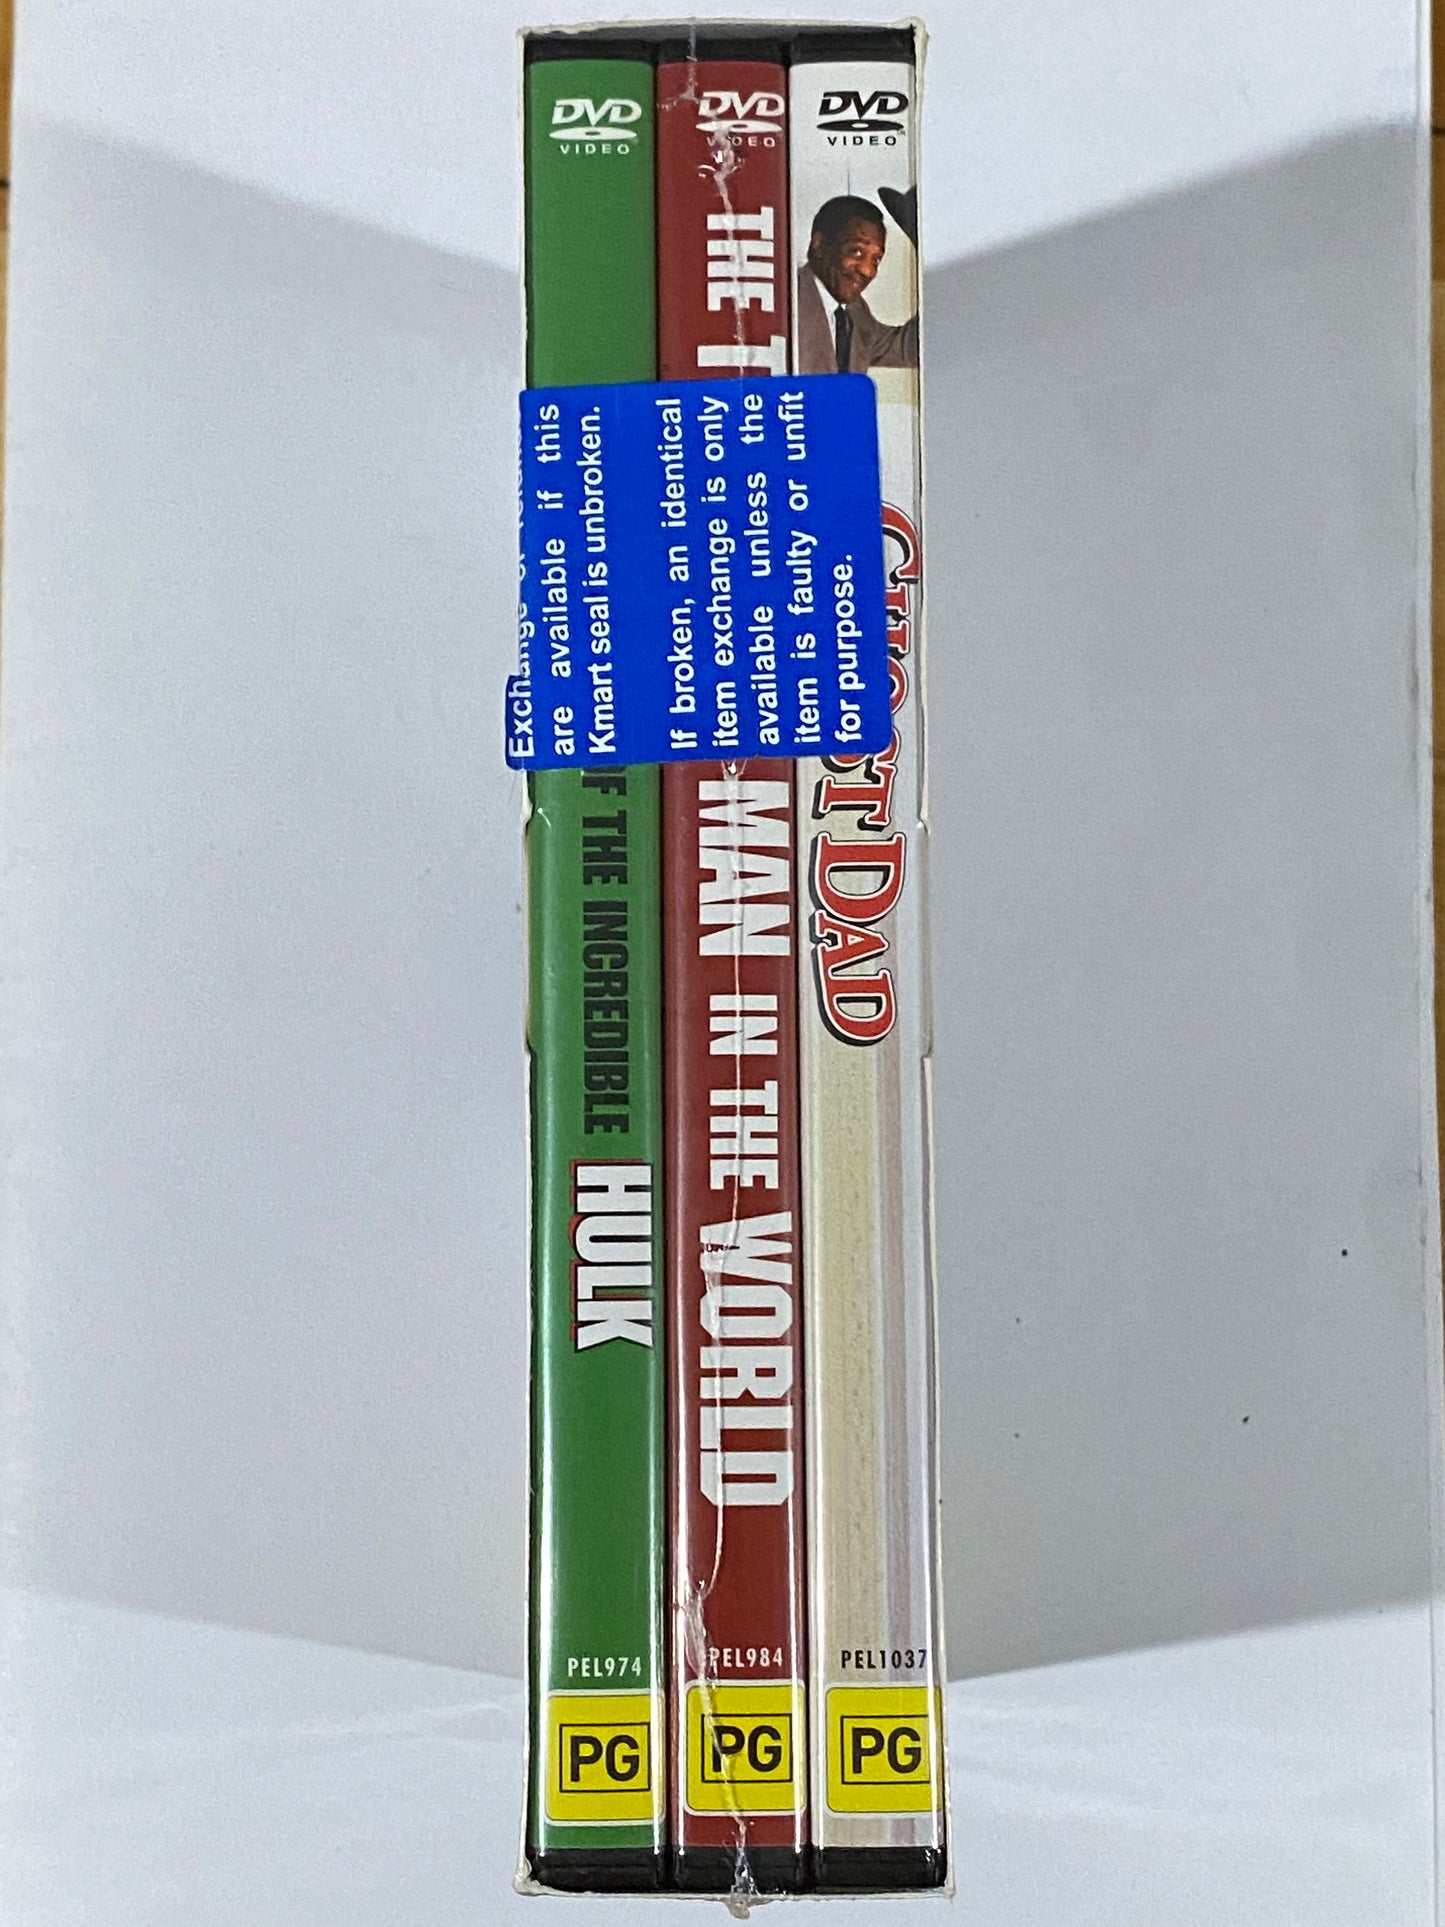 DVD
VIDEO
OF THE INCREDIBLE
HULK
PEL974
PG
DVD
VIDEO
THE T
MAN IN THE WORLD
PEL984
PG
DVD
VIDEO
GHOST DAD
PEL1037
PG
Exchange or
are available if this
Kmart seal is unbroken.
If broken, an identical
item exchange is only
available unless the
item is faulty or unfit
for purpose.